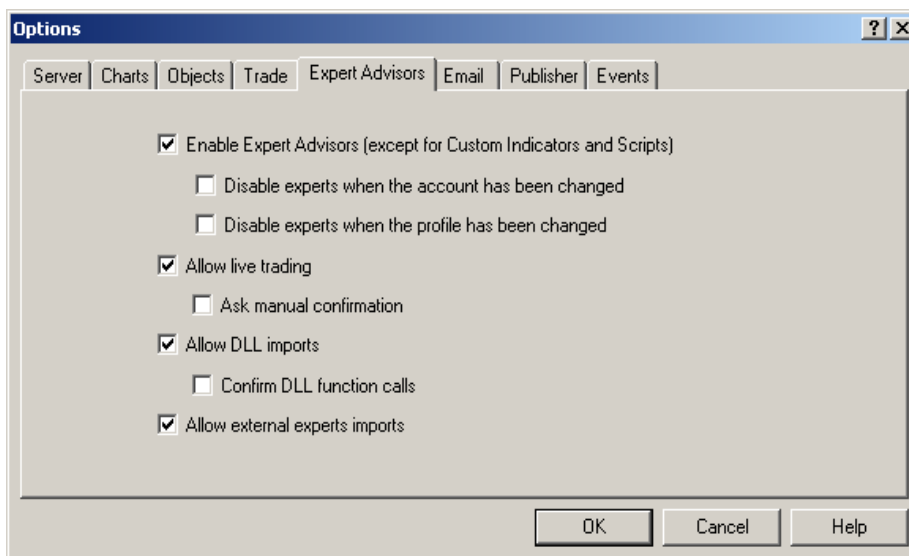 Options
Server Charts Objects Trade Expert Advisors Email Publisher Events
Enable Expert Advisors (except for Custom Indicators and Scripts)
Disable experts when the account has been changed
Disable experts when the profile has been changed
Allow live trading
Ask manual confirmation
Allow DLL imports
Confirm DLL function calls
Allow external experts imports
OK Cancel Help